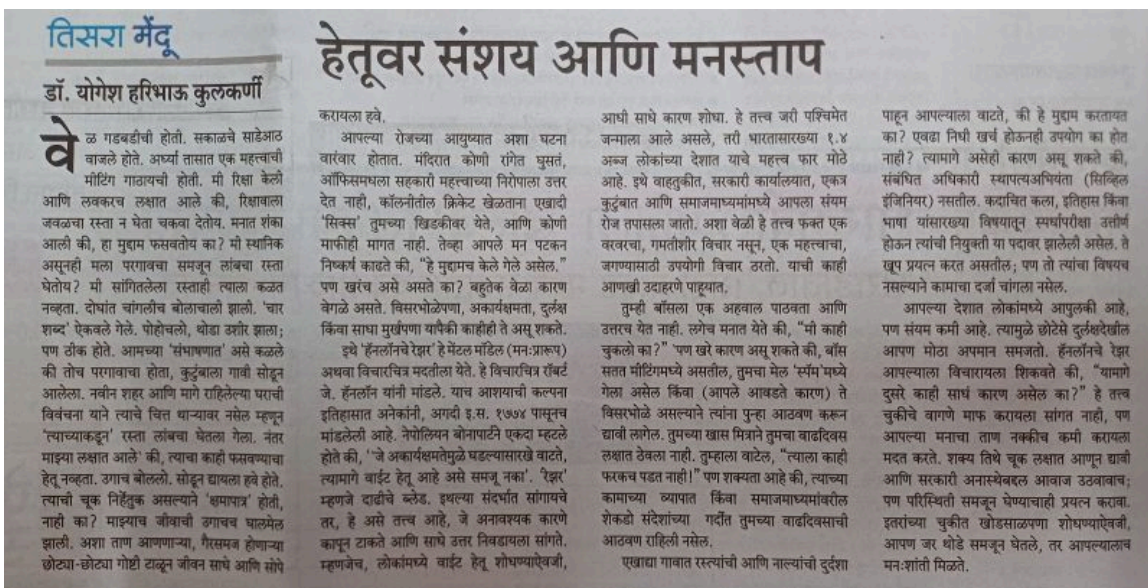 तिसरा मेंदू
हेतूवर संशय आणि मनस्ताप
डॉ. योगेश हरिभाऊ कुलकर्णी
वेळ गडबडीची होती. सकाळचे साडेआठ
वाजले होते. अर्ध्या तासात एक महत्त्वाची
मीटिंग गाठायची होती. मी रिक्षा केली
आणि लवकरच लक्षात आले की, रिक्षावाला
जवळचा रस्ता न घेता चकवा देतोय. मनात शंका
आली की, हा मुद्दाम फसवतोय का? मी स्थानिक
असूनही मला परगावचा समजून लांबचा रस्ता
घेतोय? मी सांगितलेला रस्ताही त्याला कळत
नव्हता. दोघांत चांगलीच बोलाचाली झाली. 'चार
शब्द' ऐकवले गेले. पोहोचलो, थोडा उशीर झाला;
पण ठीक होते. आमच्या 'संभाषणात' असे कळले
की तोच परगावाचा होता, कुटुंबाला गावी सोडून
आलेला. नवीन शहर आणि मागे राहिलेल्या घराची
विवंचना याने त्याचे चित्त थाऱ्यावर नसेल म्हणून
'त्याच्याकडून' रस्ता लांबचा घेतला गेला. नंतर
माझ्या लक्षात आले' की, त्याचा काही फसवण्याचा
हेतू नव्हता. उगाच बोललो. सोडून द्यायला हवे होते.
त्याची चूक निर्हेतुक असल्याने 'क्षमापात्र' होती,
नाही का? माझ्याच जीवाची उगाचच घालमेल
झाली. अशा ताण आणणाऱ्या, गैरसमज होणाऱ्या
छोट्या-छोट्या गोष्टी टाळून जीवन साधे आणि सोपे
करायला हवे.
आपल्या रोजच्या आयुष्यात अशा घटना
वारंवार होतात. मंदिरात कोणी रांगेत घुसतं,
ऑफिसमधला सहकारी महत्त्वाच्या निरोपाला उत्तर
देत नाही, कॉलनीतील क्रिकेट खेळताना एखादी
'सिक्स' तुमच्या खिडकीवर येते, आणि कोणी
माफीही मागत नाही. तेव्हा आपले मन पटकन
निष्कर्ष काढते की, "हे मुद्दामच केले गेले असेल."
पण खरंच असे असते का? बहुतेक वेळा कारण
वेगळे असते. विसरभोळेपणा, अकार्यक्षमता, दुर्लक्ष
किंवा साधा मुर्खपणा यापैकी काहीही ते असू शकते.
इथे 'हॅनलॉनचे रेझर' हे मेंटल मॉडेल (मनःप्रारूप)
अथवा विचारचित्र मदतीला येते. हे विचारचित्र रॉबर्ट
जे. हॅनलॉन यांनी मांडले. याच आशयाची कल्पना
इतिहासात अनेकांनी, अगदी इ.स. १७७४ पासूनच
मांडलेली आहे. नेपोलियन बोनापार्टने एकदा म्हटले
होते की, ''जे अकार्यक्षमतेमुळे घडल्यासारखे वाटते,
त्यामागे वाईट हेतू आहे असे समजू नका'. 'रेझर'
म्हणजे दाढीचे ब्लेड. इथल्या संदर्भात सांगायचे
तर, हे असे तत्त्व आहे, जे अनावश्यक कारणे
कापून टाकते आणि साधे उत्तर निवडायला सांगते.
म्हणजेच, लोकांमध्ये वाईट हेतू शोधण्याऐवजी,
आधी साधे कारण शोधा. हे तत्त्व जरी पश्चिमेत
जन्माला आले असले, तरी भारतासारख्या १.४
अब्ज लोकांच्या देशात याचे महत्त्व फार मोठे
आहे. इथे वाहतुकीत, सरकारी कार्यालयात, एकत्र
कुटुंबात आणि समाजमाध्यमांमध्ये आपला संयम
रोज तपासला जातो. अशा वेळी हे तत्त्व फक्त एक
वरवरचा, गमतीशीर विचार नसून, एक महत्त्वाचा,
जगण्यासाठी उपयोगी विचार ठरतो. याची काही
आणखी उदाहरणे पाहूयात.
तुम्ही बॉसला एक अहवाल पाठवता आणि
उत्तरच येत नाही. लगेच मनात येते की, "मी काही
चुकलो का?" 'पण खरे कारण असू शकते की, बॉस
सतत मीटिंगमध्ये असतील, तुमचा मेल 'स्पॅम'मध्ये
गेला असेल किंवा (आपले आवडते कारण) ते
विसरभोळे असल्याने त्यांना पुन्हा आठवण करून
द्यावी लागेल. तुमच्या खास मित्राने तुमचा वाढदिवस
लक्षात ठेवला नाही. तुम्हाला वाटेल, "त्याला काही
फरकच पडत नाही!" पण शक्यता आहे की, त्याच्या
कामाच्या व्यापात किंवा समाजमाध्यमांवरील
शेकडो संदेशांच्या गर्दीत तुमच्या वाढदिवसाची
आठवण राहिली नसेल.
एखाद्या गावात रस्त्यांची आणि नाल्यांची दुर्दशा
पाहून आपल्याला वाटते, की हे मुद्दाम करतायत
का? एवढा निधी खर्च होऊनही उपयोग का होत
नाही? त्यामागे असेही कारण असू शकते की,
संबंधित अधिकारी स्थापत्यअभियंता (सिव्हिल
इंजिनियर) नसतील. कदाचित कला, इतिहास किंवा
भाषा यांसारख्या विषयातून स्पर्धापरीक्षा उत्तीर्ण
होऊन त्यांची नियुक्ती या पदावर झालेली असेल. ते
खूप प्रयत्न करत असतील; पण तो त्यांचा विषयच
नसल्याने कामाचा दर्जा चांगला नसेल.
आपल्या देशात लोकांमध्ये आपुलकी आहे,
पण संयम कमी आहे. त्यामुळे छोटेसे दुर्लक्षदेखील
आपण मोठा अपमान समजतो. हॅनलॉनचे रेझर
आपल्याला विचारायला शिकवते की, "यामागे
दुसरे काही साधं कारण असेल का?" हे तत्त्व
चुकीचे वागणे माफ करायला सांगत नाही, पण
आपल्या मनाचा ताण नक्कीच कमी करायला
मदत करते. शक्य तिथे चूक लक्षात आणून द्यावी
आणि सरकारी अनास्थेबद्दल आवाज उठवावाच;
पण परिस्थिती समजून घेण्याचाही प्रयत्न करावा.
इतरांच्या चुकीत खोडसाळपणा शोधण्याऐवजी,
आपण जर थोडे समजून घेतले, तर आपल्यालाच
मनःशांती मिळते.